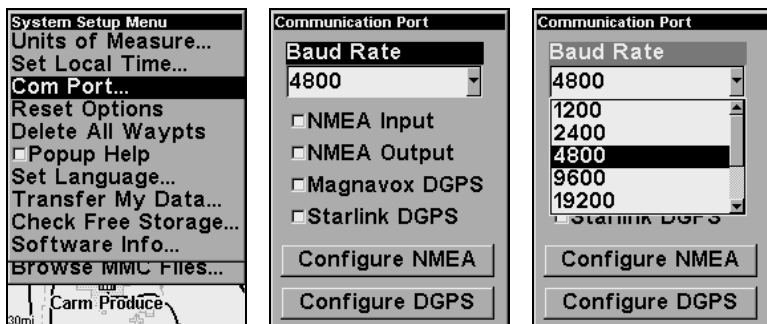 System Setup Menu
Units of Measure...
Set Local Time...
Com Port...
Reset Options
Delete All Waypts
Popup Help
Set Language...
Transfer My Data...
Check Free Storage...
Software Info...
Browse MMC Files...
Carm Produce
30mi
Communication Port
Baud Rate
4800
NMEA Input
NMEA Output
Magnavox DGPS
Starlink DGPS
Configure NMEA
Configure DGPS
Communication Port
Baud Rate
4800
1200
2400
4800
9600
19200
Starlink DGPS
Configure NMEA
Configure DGPS